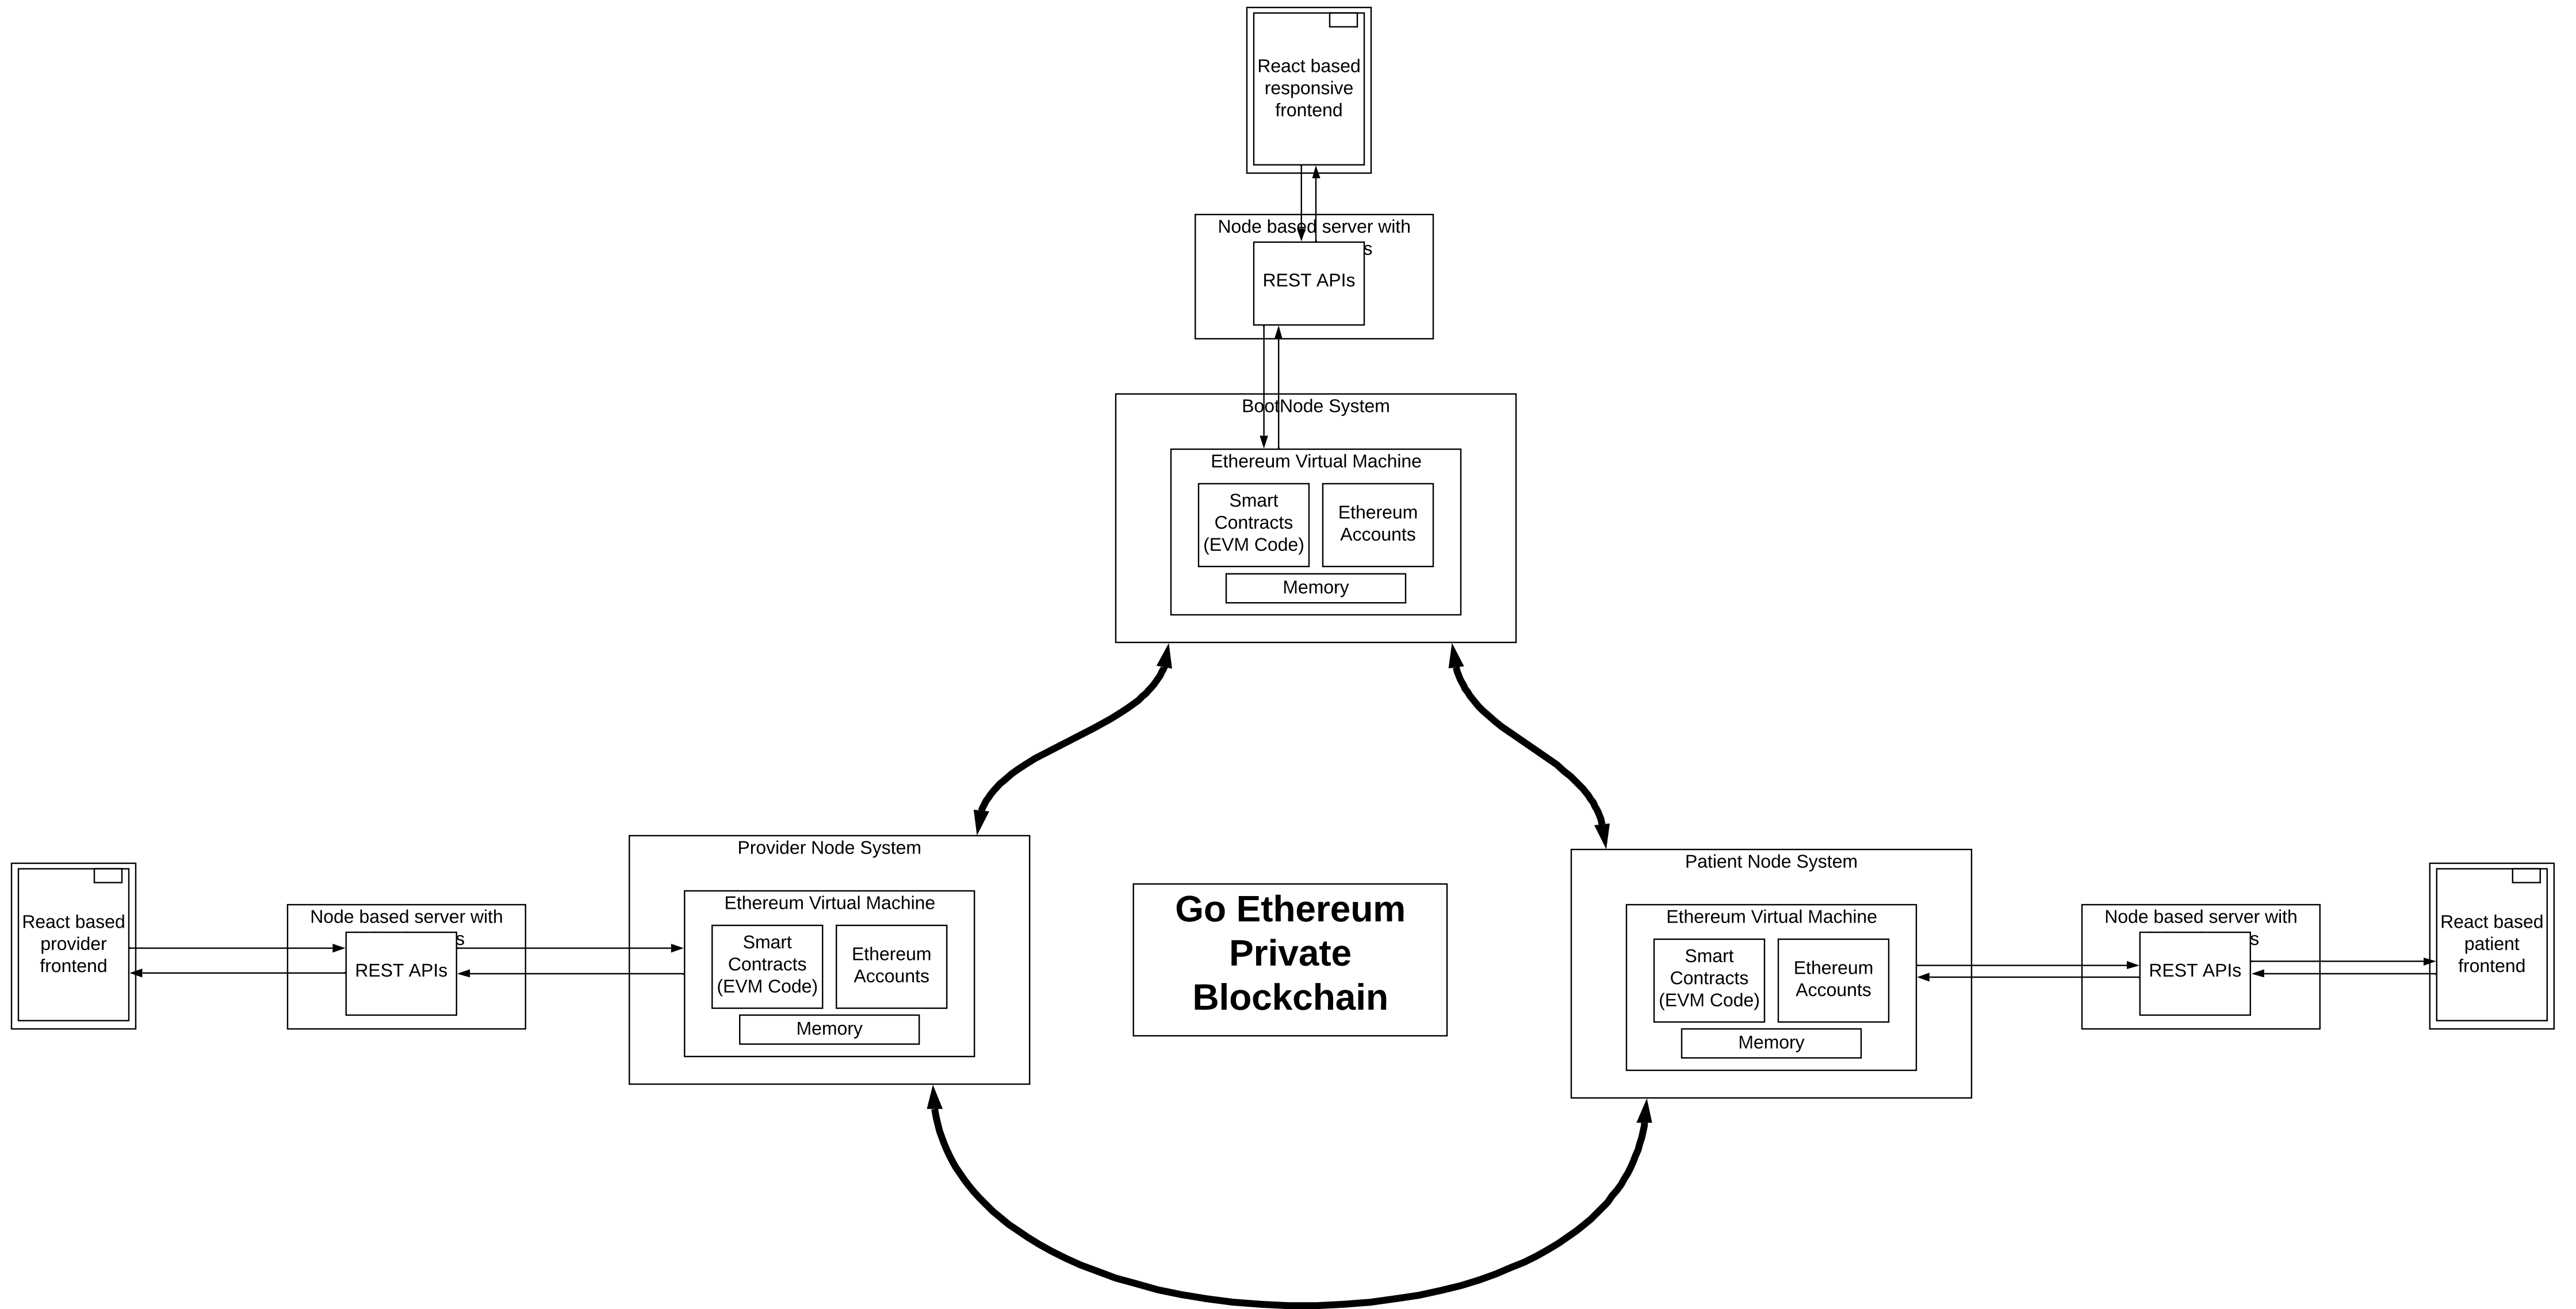 React based
responsive
frontend
Node based server with
s
REST APIs
BootNode System
Ethereum Virtual Machine
Smart
Contracts
(EVM Code)
Ethereum
Accounts
Memory
Provider Node System
Ethereum Virtual Machine
Smart
Contracts
(EVM Code)
Ethereum
Accounts
Memory
React based
provider
frontend
Node based server with
s
REST APIs
Go Ethereum
Private
Blockchain
Patient Node System
Ethereum Virtual Machine
Smart
Contracts
(EVM Code)
Ethereum
Accounts
Memory
Node based server with
s
REST APIs
React based
patient
frontend